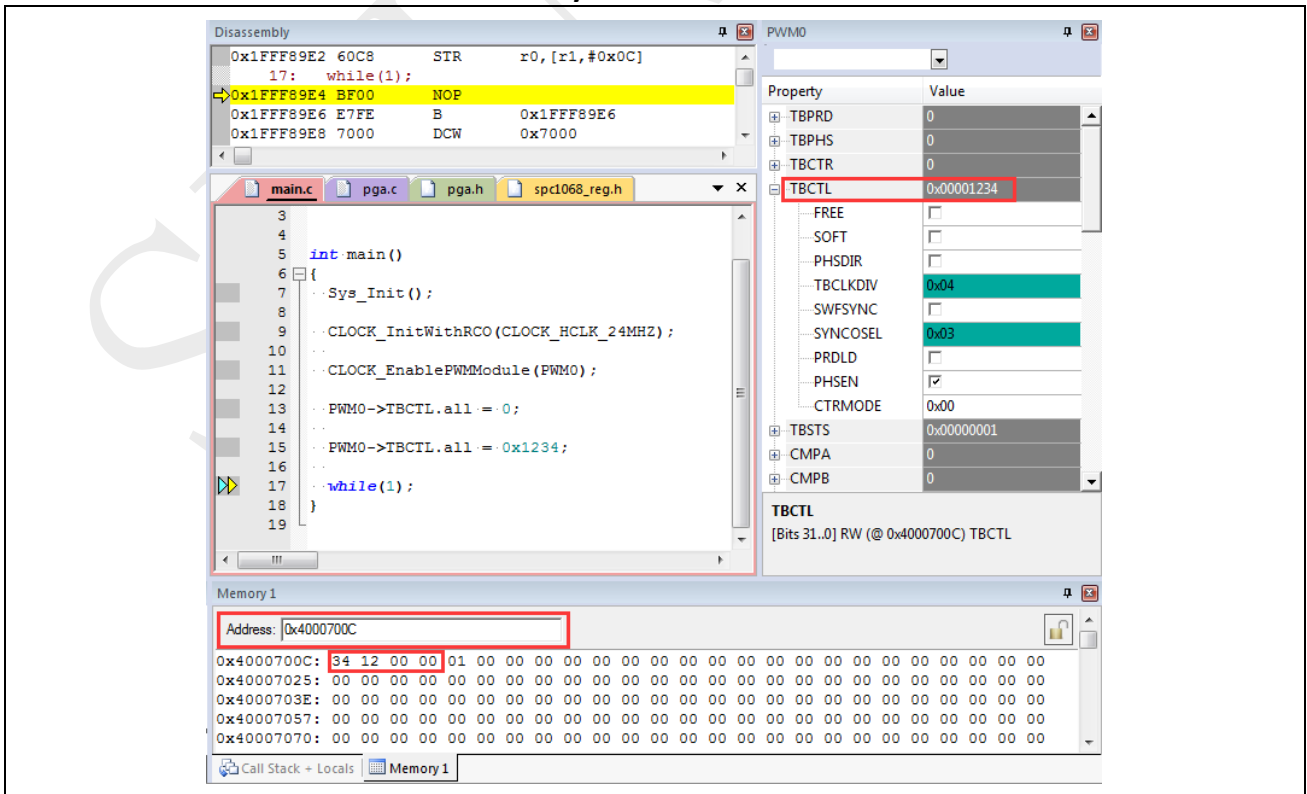 Disassembly
0x1FFF89E2 60C8 STR r0,[r1,#0x0C]
17: while(1);
0x1FFF89E4 BF00 NOP
0x1FFF89E6 E7FE B 0x1FFF89E6
0x1FFF89E8 7000 DCW 0x7000
main.c pga.c pga.h spc1068_reg.h
3
4
5 int main()
6 {
7 Sys_Init();
8
9 CLOCK_InitWithRCO(CLOCK_HCLK_24MHZ);
10
11 CLOCK_EnablePWMModule(PWM0);
12
13 PWM0->TBCTL.all = 0;
14
15 PWM0->TBCTL.all = 0x1234;
16
17 while(1);
18 }
19
PWM0
Property Value
TBPRD 0
TBPHS 0
TBCTR 0
TBCTL 0x00001234
FREE
SOFT
PHSDIR
TBCLKDIV 0x04
SWFSYNC
SYNCOSEL 0x03
PRDLD
PHSEN
CTRMODE 0x00
TBSTS 0x00000001
CMPA 0
CMPB 0
TBCTL
[Bits 31..0] RW (@ 0x4000700C) TBCTL
Memory 1
Address: 0x4000700C
0x4000700C: 34 12 00 00 01 00 00 00 00 00 00 00 00 00 00 00 00 00 00 00 00 00 00 00 00
0x40007025: 00 00 00 00 00 00 00 00 00 00 00 00 00 00 00 00 00 00 00 00 00 00 00 00 00
0x4000703E: 00 00 00 00 00 00 00 00 00 00 00 00 00 00 00 00 00 00 00 00 00 00 00 00 00
0x40007057: 00 00 00 00 00 00 00 00 00 00 00 00 00 00 00 00 00 00 00 00 00 00 00 00 00
0x40007070: 00 00 00 00 00 00 00 00 00 00 00 00 00 00 00 00 00 00 00 00 00 00 00 00 00
Call Stack + Locals Memory 1